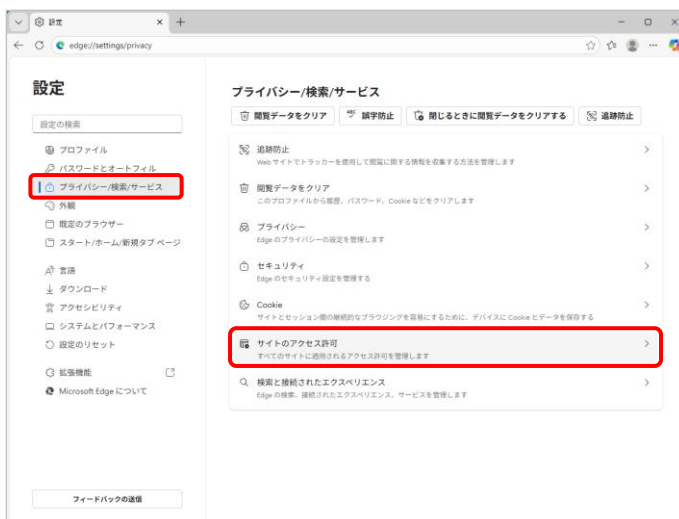 設定
edge://settings/privacy
設定
設定の検索
プロファイル
パスワードとオートフィル
プライバシー/検索/サービス
外観
既定のブラウザー
スタート/ホーム/新規タブ ページ
言語
ダウンロード
アクセシビリティ
システムとパフォーマンス
設定のリセット
拡張機能
Microsoft Edge について
フィードバックの送信
プライバシー/検索/サービス
閲覧データをクリア
誤字防止
閉じるときに閲覧データをクリアする
追跡防止
追跡防止
Web サイトでトラッカーを使用して閲覧に関する情報を収集する方法を管理します
閲覧データをクリア
このプロファイルから履歴、パスワード、Cookie などをクリアします
プライバシー
Edge のプライバシーの設定を管理します
セキュリティ
Edge のセキュリティ設定を管理する
Cookie
サイトとセッション間の継続的なブラウジングを容易にするために、デバイスに Cookie とデータを保存する
サイトのアクセス許可
すべてのサイトに適用されるアクセス許可を管理します
検索と接続されたエクスペリエンス
Edge の検索、接続されたエクスペリエンス、サービスを管理します